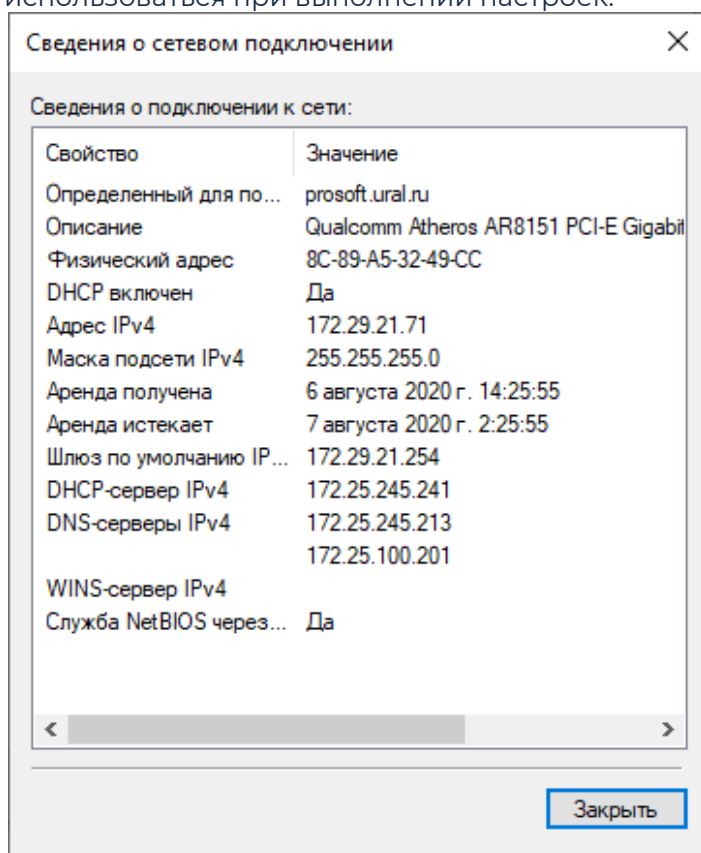 использоваться при выполнении настроек.
Сведения о сетевом подключении
Сведения о подключении к сети:
Свойство Значение
Определенный для по... prosoft.ural.ru
Описание Qualcomm Atheros AR8151 PCI-E Gigabit
Физический адрес 8C-89-A5-32-49-CC
DHCP включен Да
Адрес IPv4 172.29.21.71
Маска подсети IPv4 255.255.255.0
Аренда получена 6 августа 2020 г. 14:25:55
Аренда истекает 7 августа 2020 г. 2:25:55
Шлюз по умолчанию IP... 172.29.21.254
DHCP-сервер IPv4 172.25.245.241
DNS-серверы IPv4 172.25.245.213
172.25.100.201
WINS-сервер IPv4
Служба NetBIOS через... Да
Закрыть